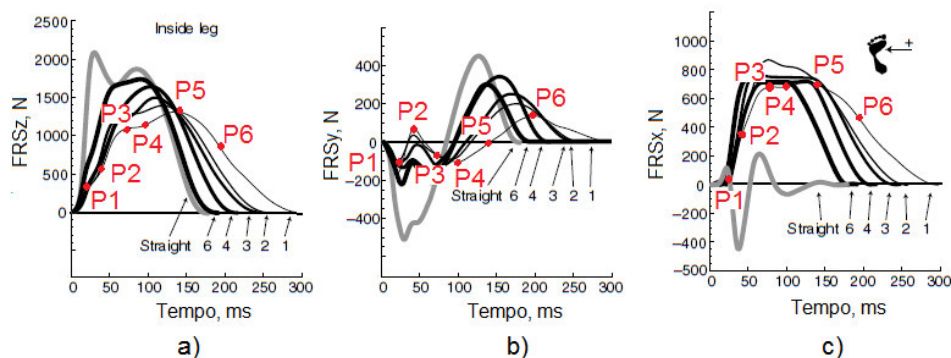 Inside leg
FRSz, N
2500
2000
1500
1000
500
0
P1
P2
P3
P4
P5
P6
Straight 6 4 3 2 1
0 50 100 150 200 250 300
Tempo, ms
a)
FRSy, N
400
200
0
-200
-400
P1
P2
P3
P4
P5
P6
Straight 6 4 3 2 1
0 50 100 150 200 250 300
Tempo, ms
b)
FRSx, N
1000
800
600
400
200
0
-200
-400
-500
+
P1
P2
P3
P4
P5
P6
Straight 6 4 3 2 1
0 50 100 150 200 250 300
Tempo, ms
c)